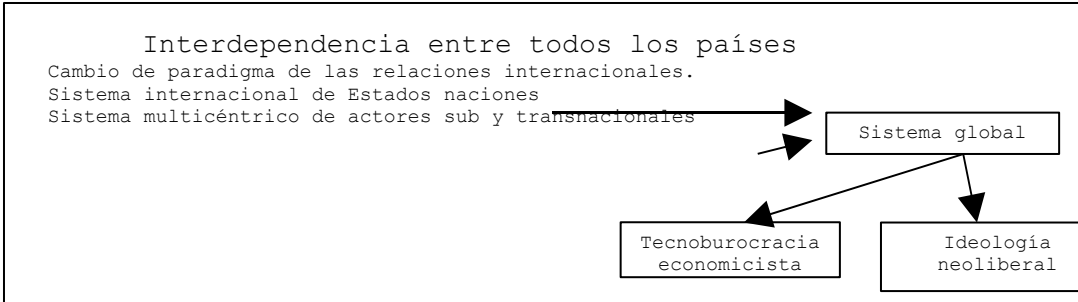 Interdependencia entre todos los países
Cambio de paradigma de las relaciones internacionales.
Sistema internacional de Estados naciones
Sistema multicéntrico de actores sub y transnacionales
Sistema global
Tecnoburocracia
economicista
Ideología
neoliberal